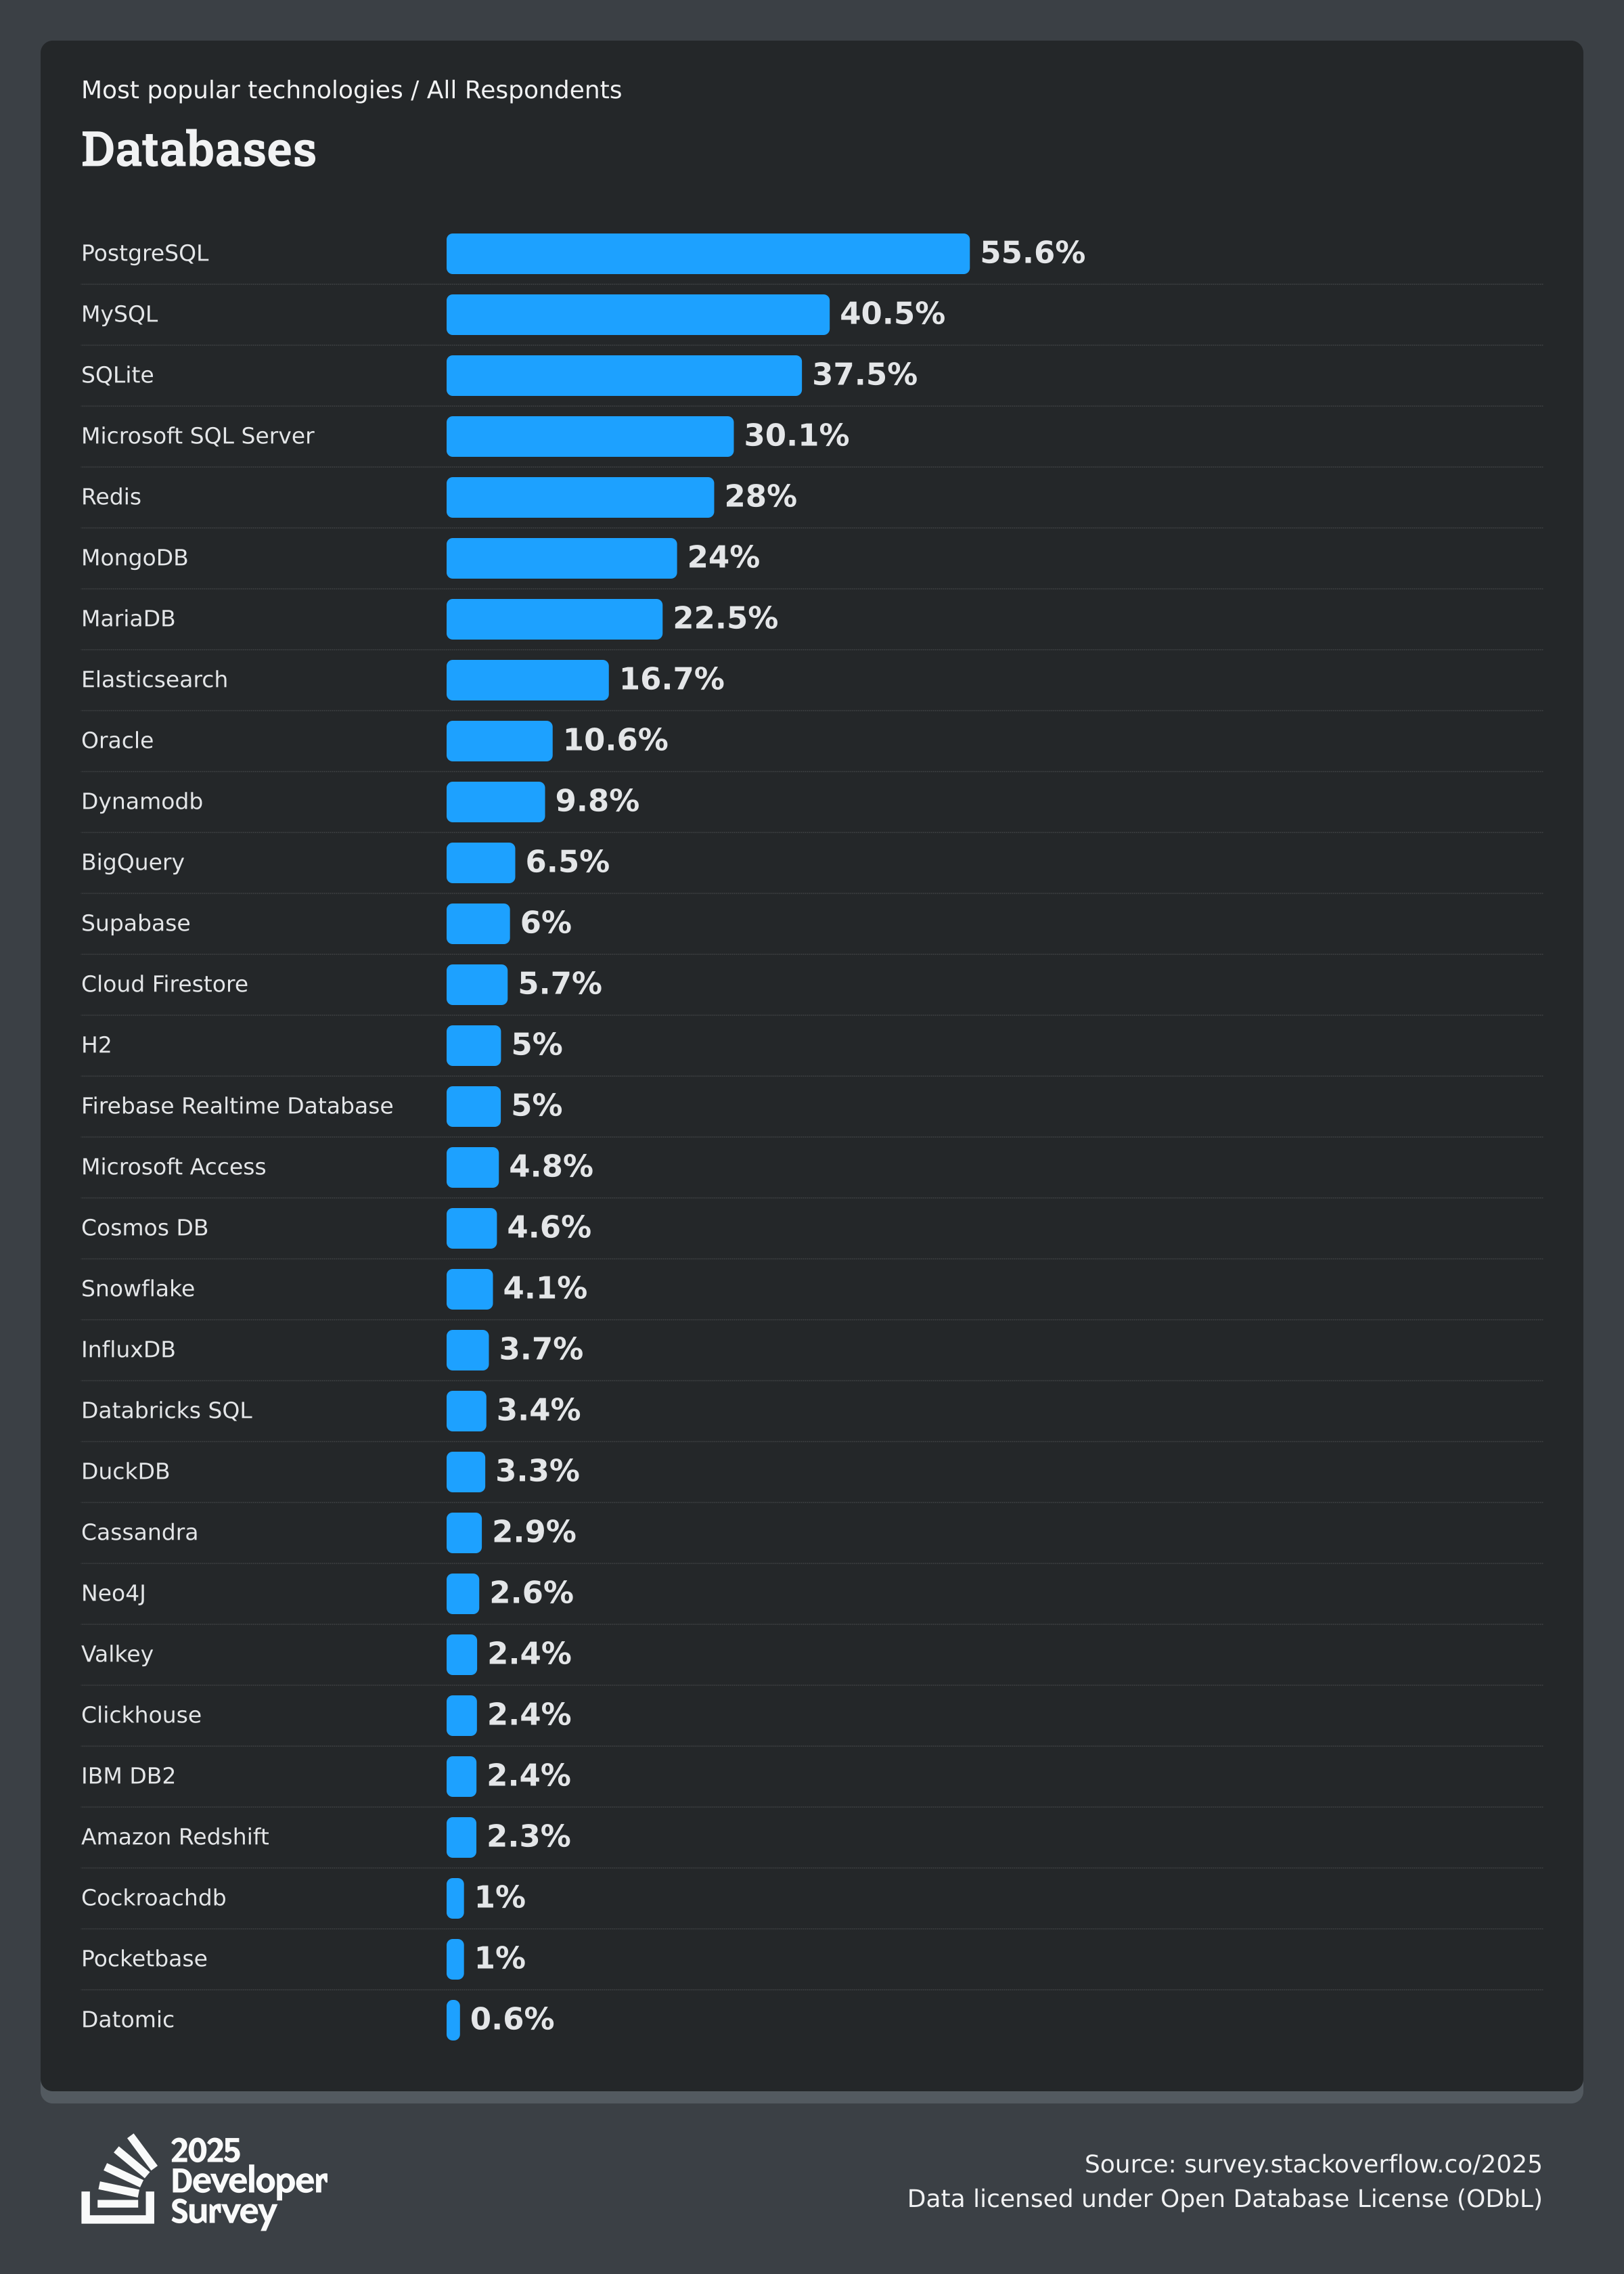 Most popular technologies / All Respondents
Databases
PostgreSQL 55.6%
MySQL 40.5%
SQLite 37.5%
Microsoft SQL Server 30.1%
Redis 28%
MongoDB 24%
MariaDB 22.5%
Elasticsearch 16.7%
Oracle 10.6%
Dynamodb 9.8%
BigQuery 6.5%
Supabase 6%
Cloud Firestore 5.7%
H2 5%
Firebase Realtime Database 5%
Microsoft Access 4.8%
Cosmos DB 4.6%
Snowflake 4.1%
InfluxDB 3.7%
Databricks SQL 3.4%
DuckDB 3.3%
Cassandra 2.9%
Neo4J 2.6%
Valkey 2.4%
Clickhouse 2.4%
IBM DB2 2.4%
Amazon Redshift 2.3%
Cockroachdb 1%
Pocketbase 1%
Datomic 0.6%
2025
Developer
Survey
Source: survey.stackoverflow.co/2025
Data licensed under Open Database License (ODbL)